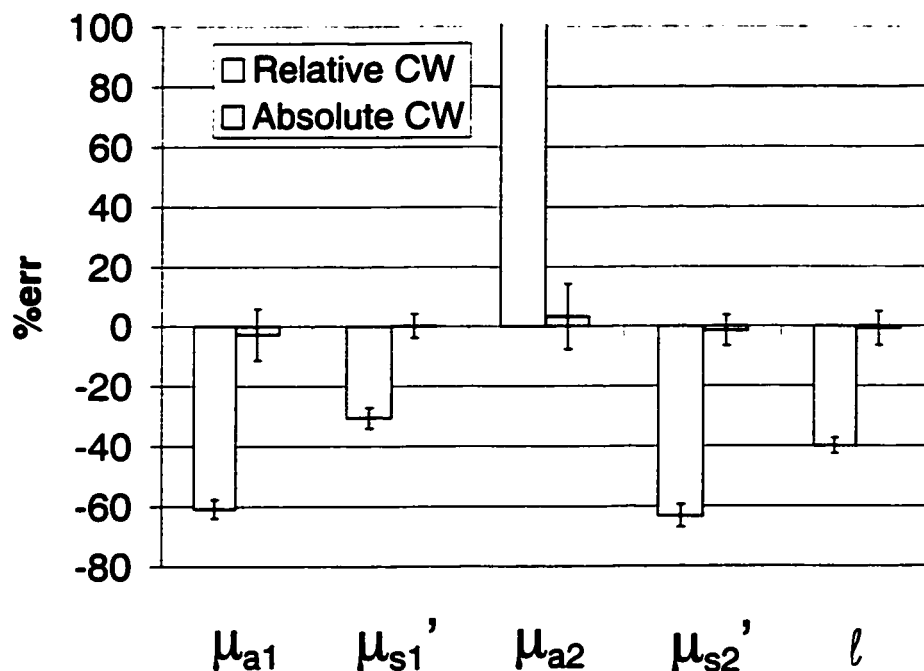 100
80
60
40
20
0
-20
-40
-60
-80
%err
Relative CW
Absolute CW
μa1 μs1' μa2 μs2' ℓ